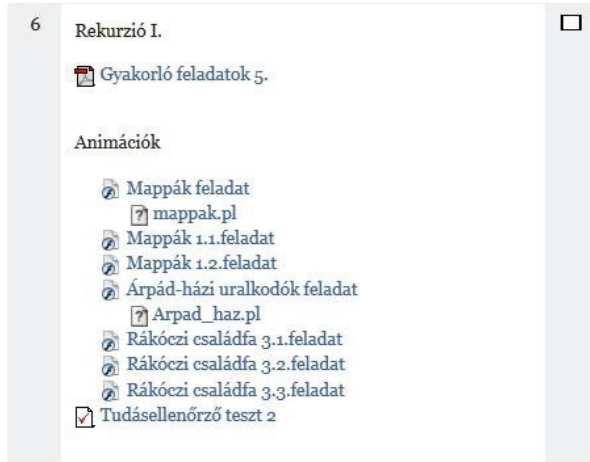 6
Rekurzió I.
Gyakorló feladatok 5.
Animációk
Mappák feladat
mappak.pl
Mappák 1.1.feladat
Mappák 1.2.feladat
Árpád-házi uralkodók feladat
Arpad_haz.pl
Rákóczi családfa 3.1.feladat
Rákóczi családfa 3.2.feladat
Rákóczi családfa 3.3.feladat
Tudásellenőrző teszt 2